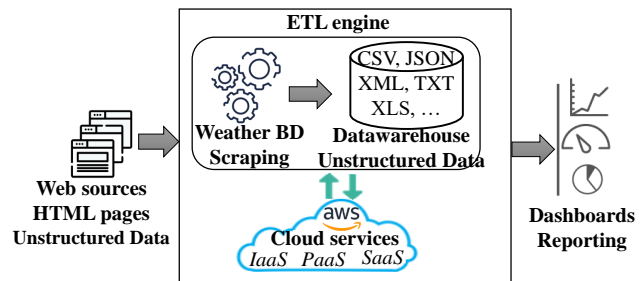 ETL engine
CSV, JSON
XML, TXT
XLS, ...
Weather BD
Scraping
Datawarehouse
Unstructured Data
Web sources
HTML pages
Unstructured Data
aws
Cloud services
IaaS PaaS SaaS
Dashboards
Reporting